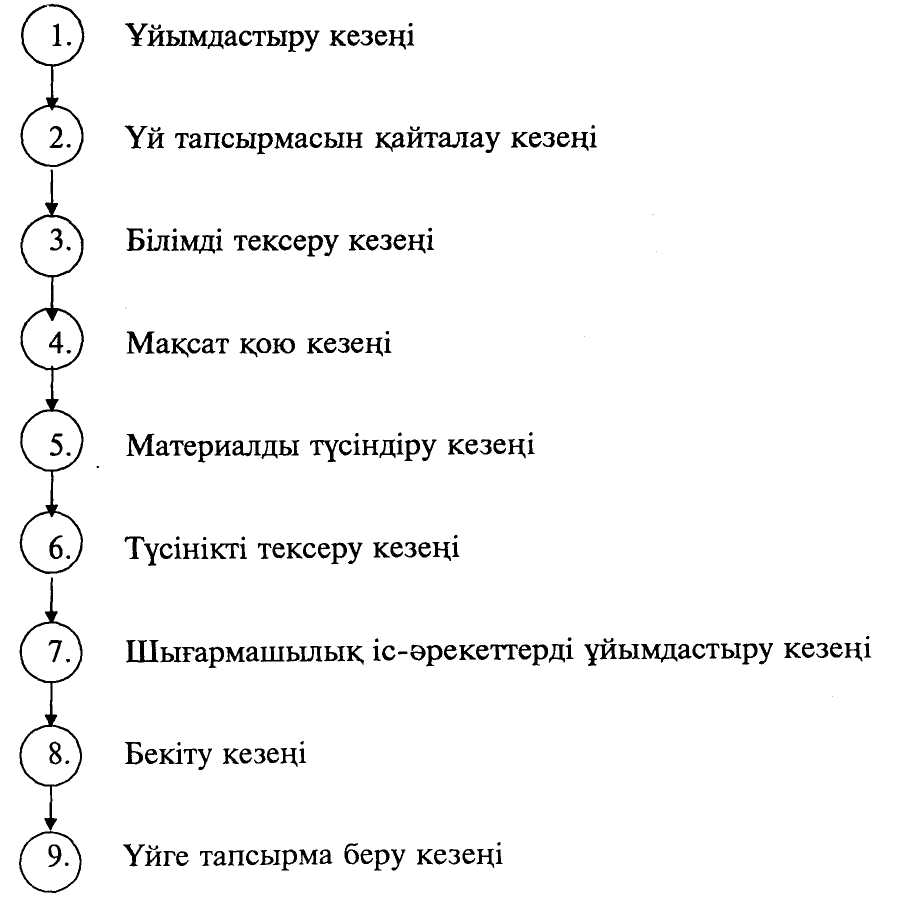 1. Ұйымдастыру кезеңі
2. Үй тапсырмасын қайталау кезеңі
3. Білімді тексеру кезеңі
4. Мақсат қою кезеңі
5. Материалды түсіндіру кезеңі
6. Түсінікті тексеру кезеңі
7. Шығармашылық іс-әрекеттерді ұйымдастыру кезеңі
8. Бекіту кезеңі
9. Үйге тапсырма беру кезеңі